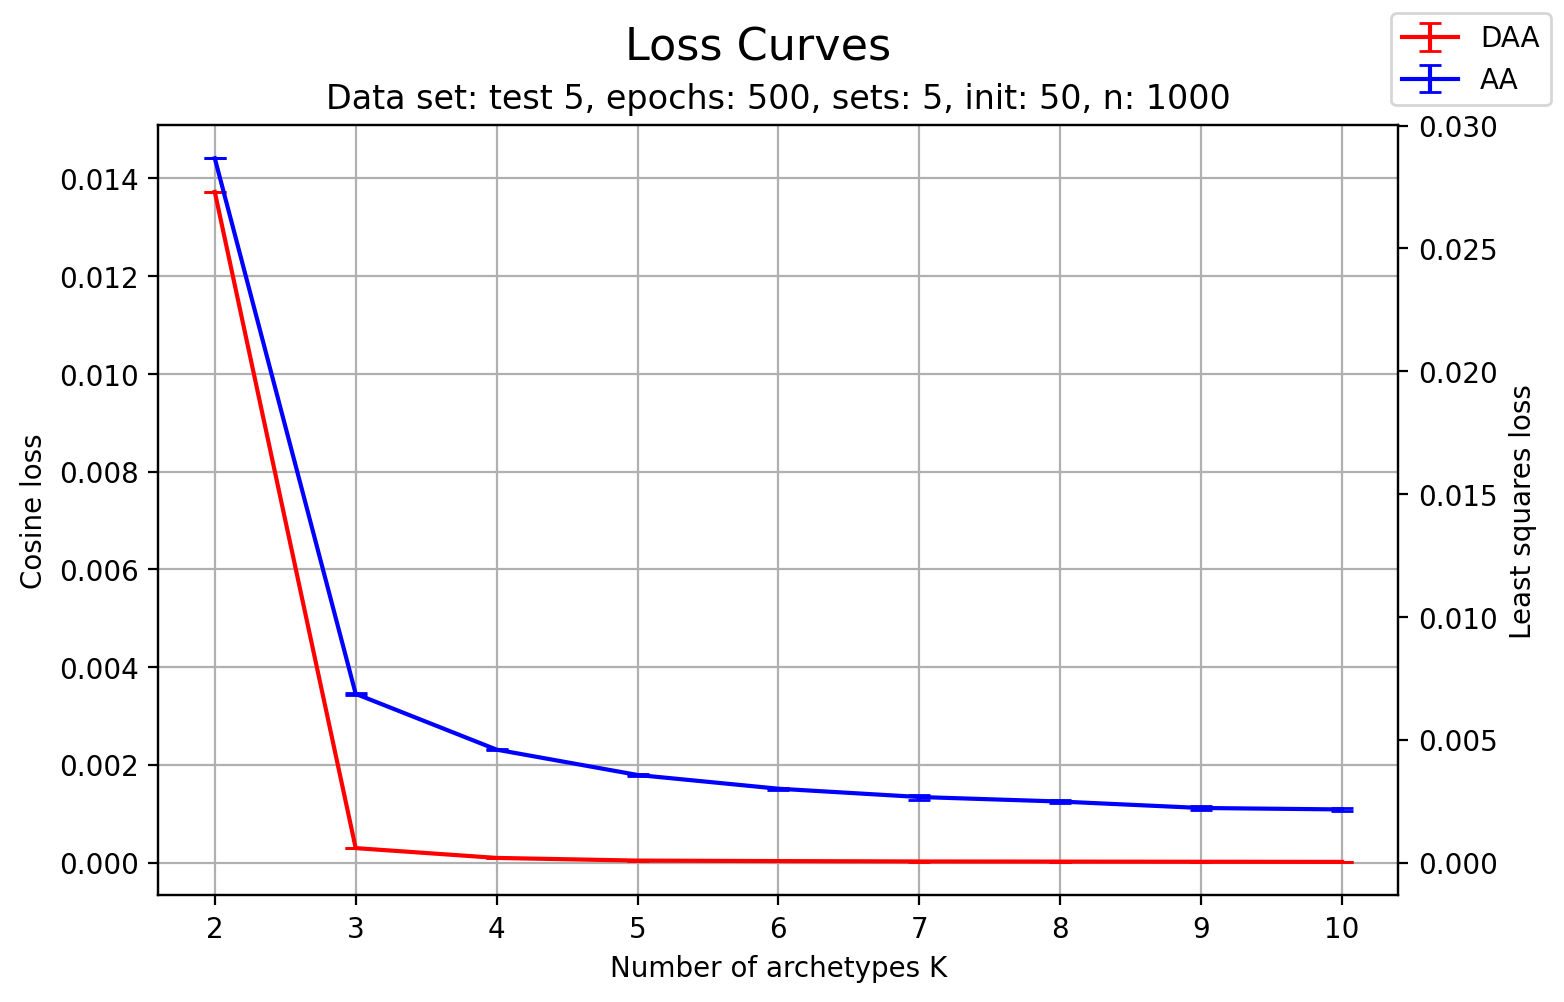 Loss Curves
Data set: test 5, epochs: 500, sets: 5, init: 50, n: 1000
DAA
AA
Cosine loss
0.014
0.012
0.010
0.008
0.006
0.004
0.002
0.000
0.030
0.025
0.020
0.015
0.010
0.005
0.000
Least squares loss
2 3 4 5 6 7 8 9 10
Number of archetypes K